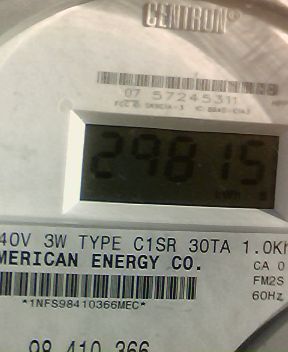 CENTRON®
07 57245311
29815
40V 3W TYPE C1SR 30TA 1.0Kh
MERICAN ENERGY CO.
CA 0
FM2S
60Hz
*1NFS98410366MEC*
98 410 366